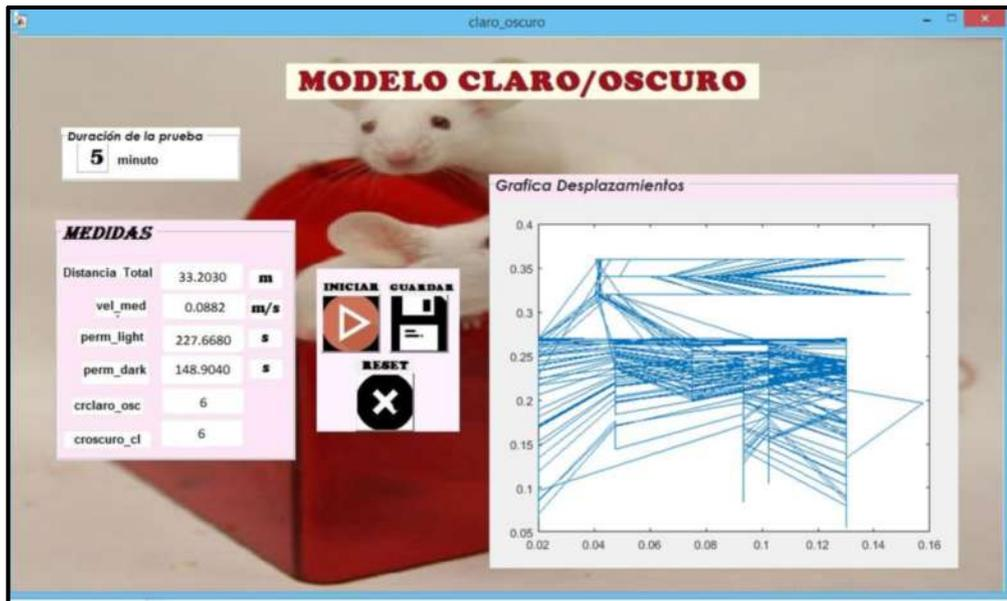 claro_oscuro
MODELO CLARO/OSCURO
Duración de la prueba
5 minuto
MEDIDAS
Distancia Total 33.2030 m
vel_med 0.0882 m/s
perm_light 227.6680 s
perm_dark 148.9040 s
crclaro_osc 6
croscuro_cl 6
INICIAR GUARDAR
RESET
Grafica Desplazamientos
0.4
0.35
0.3
0.25
0.2
0.15
0.1
0.05
0.02 0.04 0.06 0.08 0.1 0.12 0.14 0.16